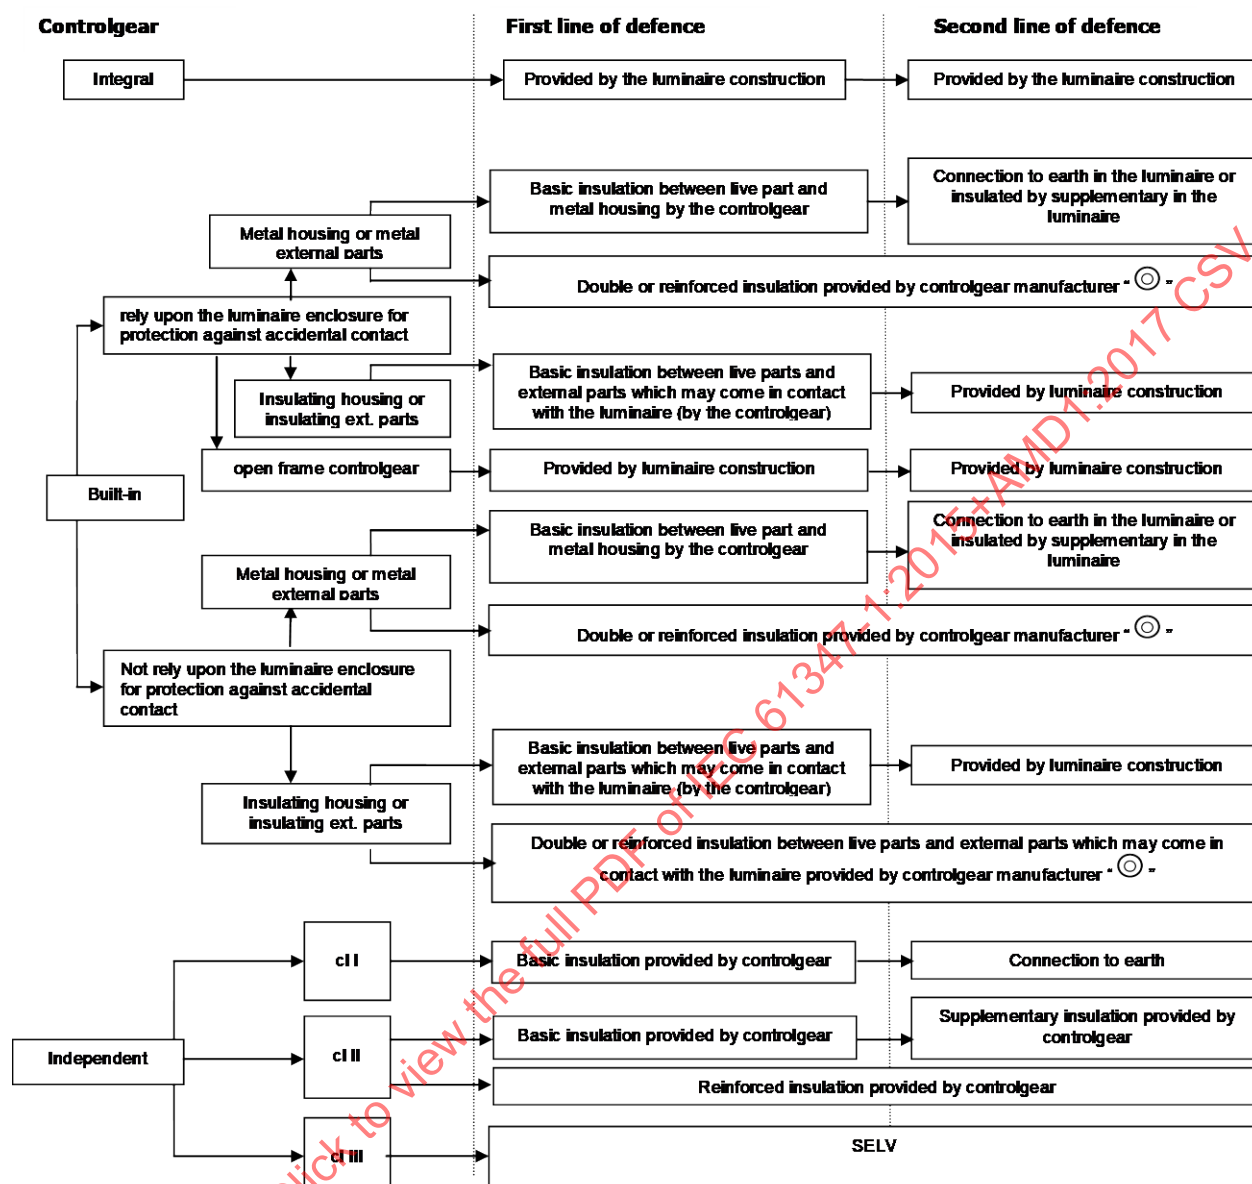 Controlgear
First line of defence
Second line of defence
Integral
Provided by the luminaire construction
Provided by the luminaire construction
Basic insulation between live part and
metal housing by the controlgear
Connection to earth in the luminaire or
insulated by supplementary in the
luminaire
Metal housing or metal
external parts
Double or reinforced insulation provided by controlgear manufacturer “ ”
rely upon the luminaire enclosure for
protection against accidental contact
Basic insulation between live parts and
external parts which may come in contact
with the luminaire (by the controlgear)
Provided by luminaire construction
Insulating housing or
insulating ext. parts
open frame controlgear
Provided by luminaire construction
Provided by luminaire construction
Built-in
Basic insulation between live part and
metal housing by the controlgear
Connection to earth in the luminaire or
insulated by supplementary in the
luminaire
Metal housing or metal
external parts
Double or reinforced insulation provided by controlgear manufacturer “ ”
Not rely upon the luminaire enclosure
for protection against accidental
contact
Basic insulation between live parts and
external parts which may come in contact
with the luminaire (by the controlgear)
Provided by luminaire construction
Insulating housing or
insulating ext. parts
Double or reinforced insulation between live parts and external parts which may come in
contact with the luminaire provided by controlgear manufacturer “ ”
cl I
Basic insulation provided by controlgear
Connection to earth
Independent
cl II
Basic insulation provided by controlgear
Supplementary insulation provided by
controlgear
Reinforced insulation provided by controlgear
cl III
SELV
click to view the full PDF of IEC 61347-1:2015+AMD1:2017 CSV